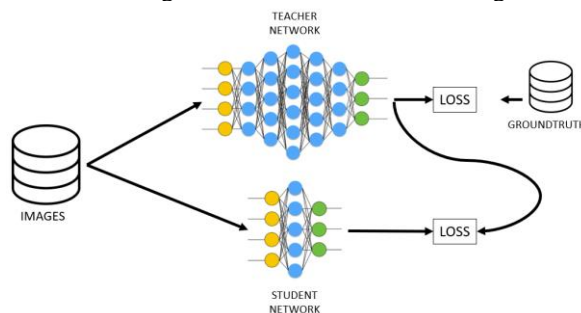 TEACHER
NETWORK
LOSS
GROUNDTRUTH
IMAGES
LOSS
STUDENT
NETWORK